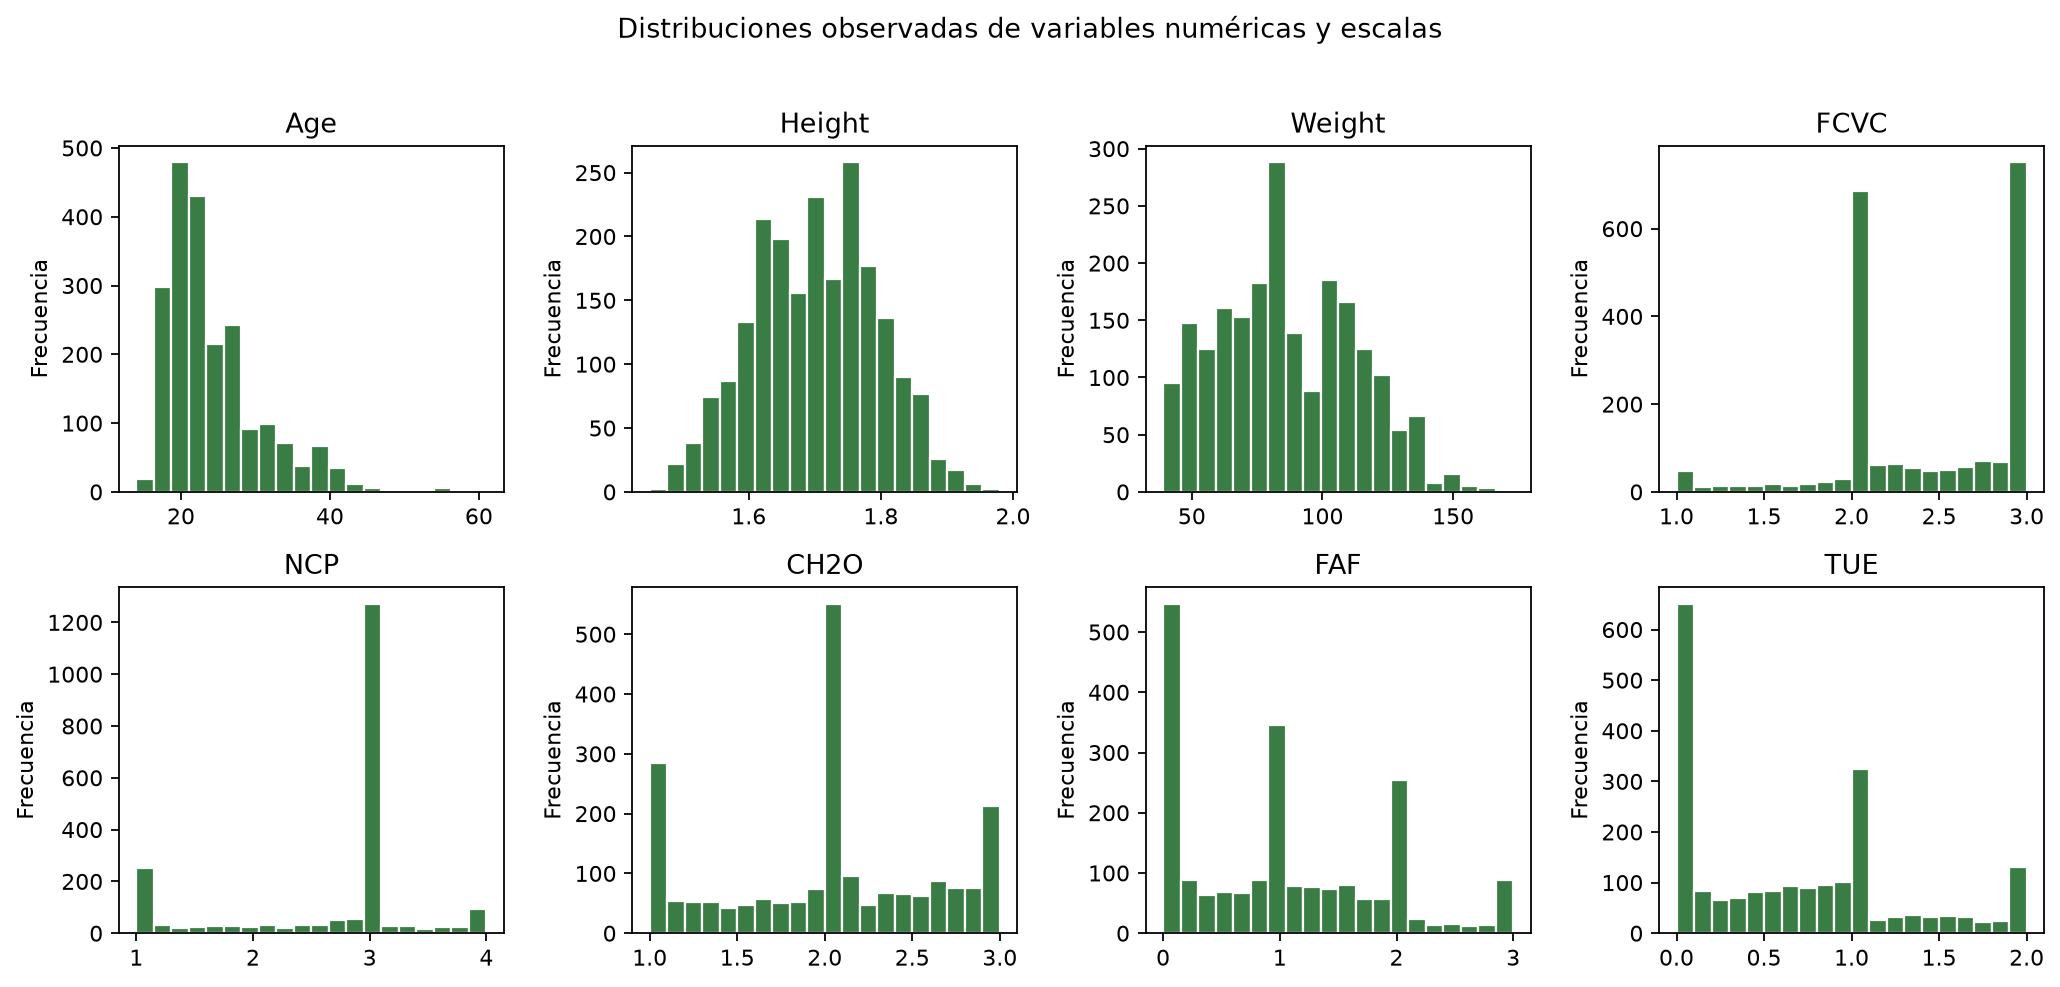 Distribuciones observadas de variables numéricas y escalas
Age
Frecuencia
500
400
300
200
100
0
20 40 60
Height
Frecuencia
250
200
150
100
50
0
1.6 1.8 2.0
Weight
Frecuencia
300
250
200
150
100
50
0
50 100 150
FCVC
Frecuencia
600
400
200
0
1.0 1.5 2.0 2.5 3.0
NCP
Frecuencia
1200
1000
800
600
400
200
0
1 2 3 4
CH2O
Frecuencia
500
400
300
200
100
0
1.0 1.5 2.0 2.5 3.0
FAF
Frecuencia
500
400
300
200
100
0
0 1 2 3
TUE
Frecuencia
600
500
400
300
200
100
0
0.0 0.5 1.0 1.5 2.0